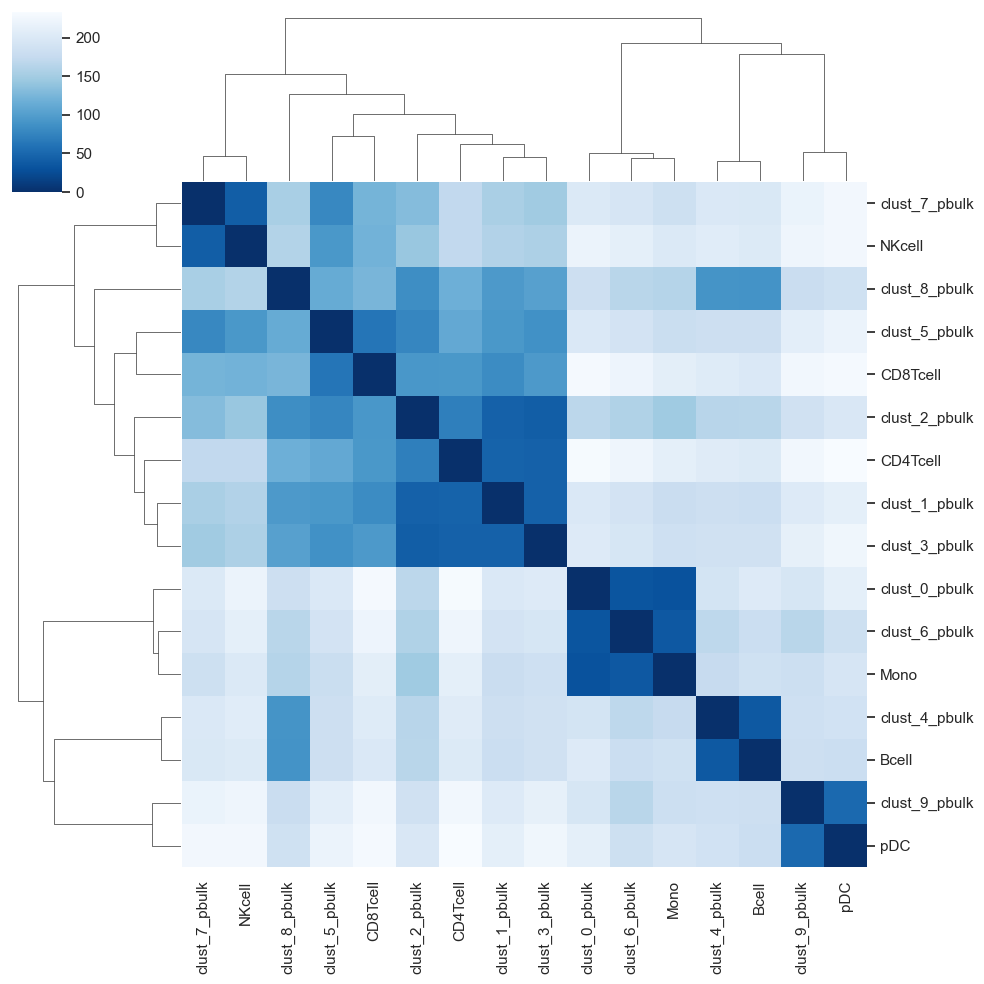 200
150
100
50
0
clust_7_pbulk
NKcell
clust_8_pbulk
clust_5_pbulk
CD8Tcell
clust_2_pbulk
CD4Tcell
clust_1_pbulk
clust_3_pbulk
clust_0_pbulk
clust_6_pbulk
Mono
clust_4_pbulk
Bcell
clust_9_pbulk
pDC
clust_7_pbulk
NKcell
clust_8_pbulk
clust_5_pbulk
CD8Tcell
clust_2_pbulk
CD4Tcell
clust_1_pbulk
clust_3_pbulk
clust_0_pbulk
clust_6_pbulk
Mono
clust_4_pbulk
Bcell
clust_9_pbulk
pDC